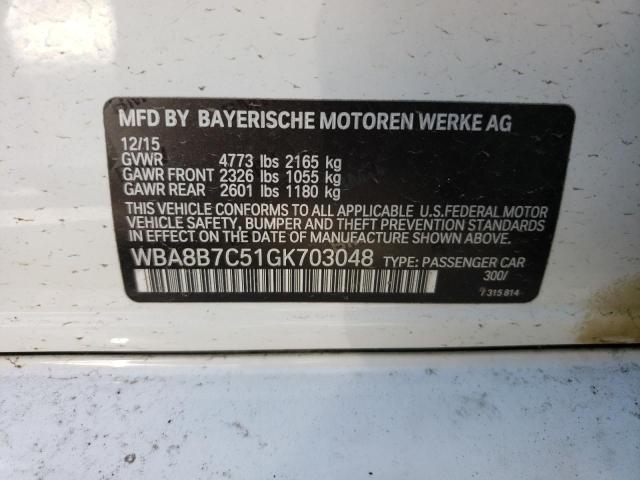 MFD BY BAYERISCHE MOTOREN WERKE AG
12/15
GVWR 4773 lbs 2165 kg
GAWR FRONT 2326 lbs 1055 kg
GAWR REAR 2601 lbs 1180 kg
THIS VEHICLE CONFORMS TO ALL APPLICABLE U.S.FEDERAL MOTOR
VEHICLE SAFETY, BUMPER AND THEFT PREVENTION STANDARDS
IN EFFECT ON THE DATE OF MANUFACTURE SHOWN ABOVE.
WBA8B7C51GK703048 TYPE: PASSENGER CAR
300/
7 315 814